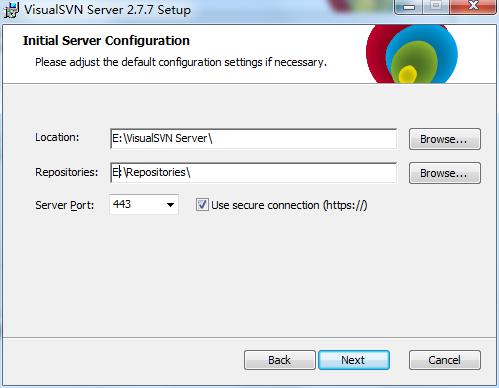 VisualSVN Server 2.7.7 Setup
Initial Server Configuration
Please adjust the default configuration settings if necessary.
Location: E:\VisualSVN Server\ Browse...
Repositories: E:\Repositories\ Browse...
Server Port: 443 Use secure connection (https://)
Back Next Cancel